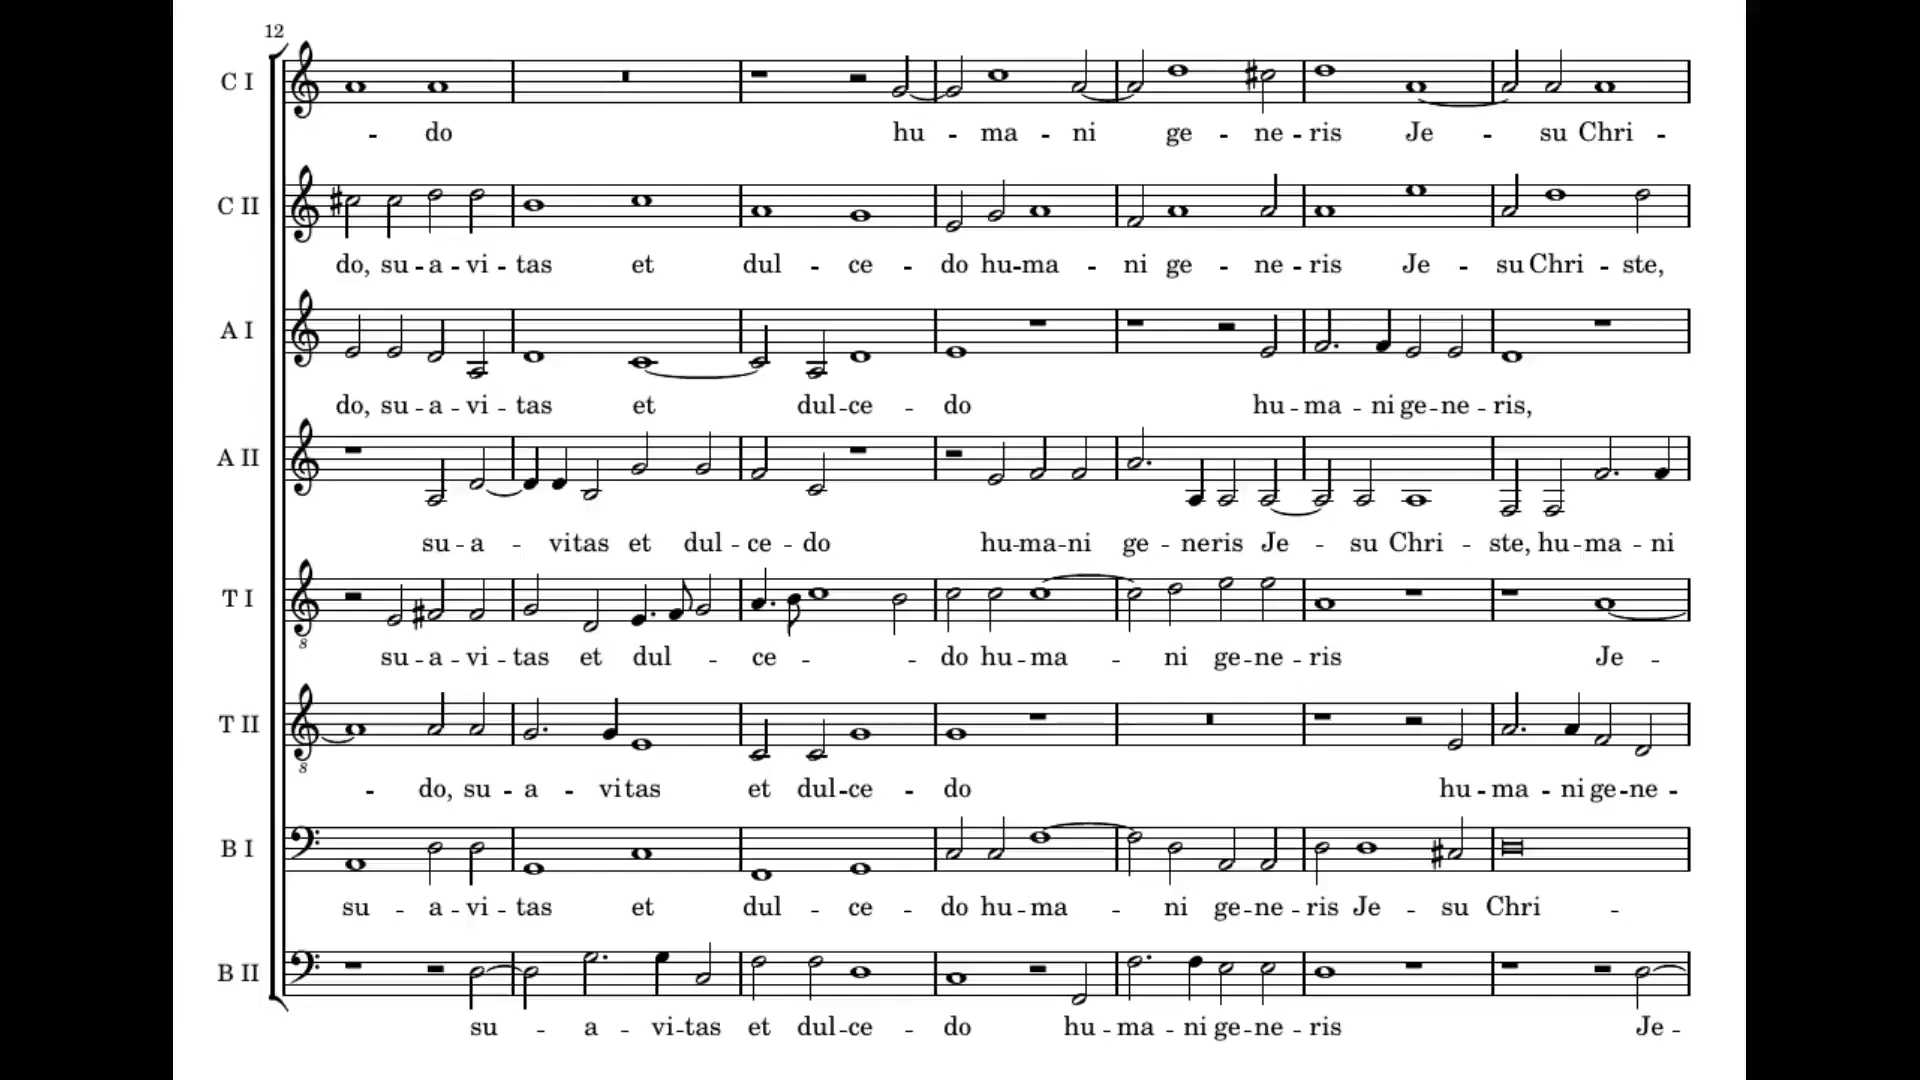 12
C I
- do hu - ma - ni ge - ne - ris Je - su Chri -
C II
do, su - a - vi - tas et dul - ce - do hu - ma - ni ge - ne - ris Je - su Chri - ste,
A I
do, su - a - vi - tas et dul - ce - do hu - ma - ni ge - ne - ris,
A II
su - a - vitas et dul - ce - do hu - ma - ni ge - neris Je - su Chri - ste, hu - ma - ni
T I
8
su - a - vi - tas et dul - ce - do hu - ma - ni ge - ne - ris Je -
T II
8
- do, su - a - vitas et dul - ce - do hu - ma - ni ge - ne -
B I
su - a - vi - tas et dul - ce - do hu - ma - ni ge - ne - ris Je - su Chri -
B II
su - a - vi - tas et dul - ce - do hu - ma - ni ge - ne - ris Je -